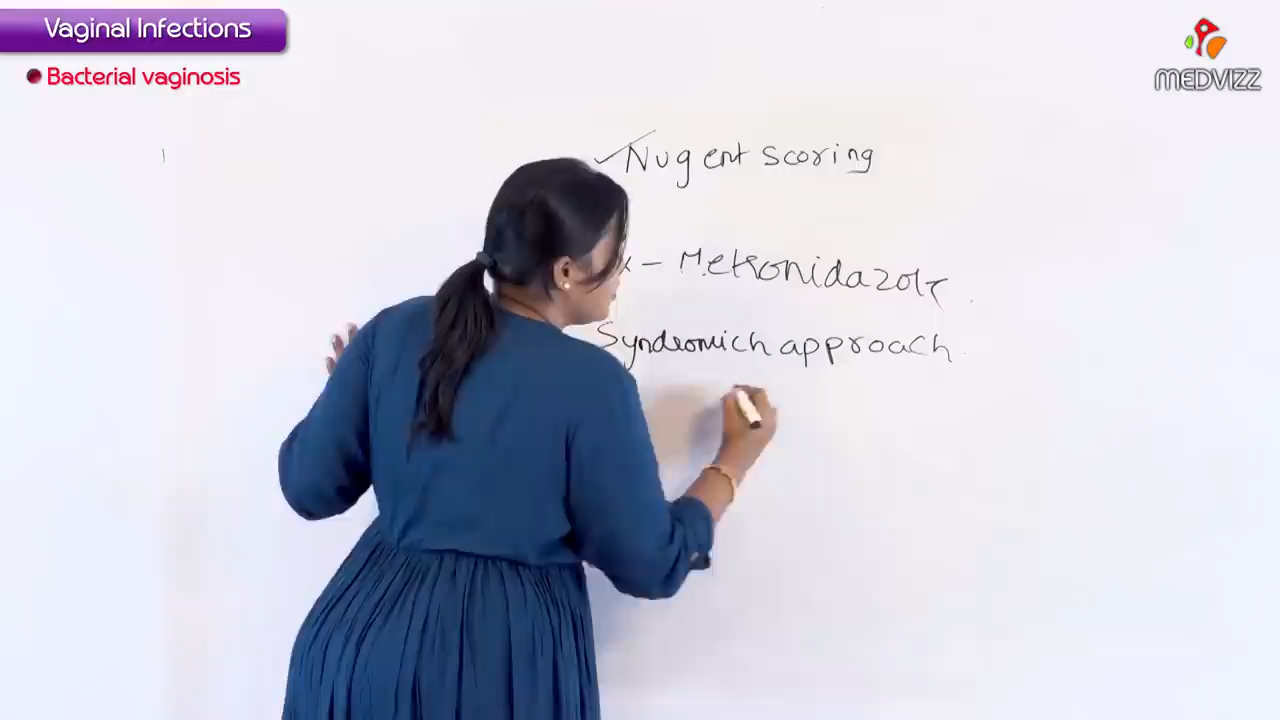 Vaginal Infections
Bacterial vaginosis
MEDVIZZ
Nugent scoring
x - Metronidazole
Syndromich approach